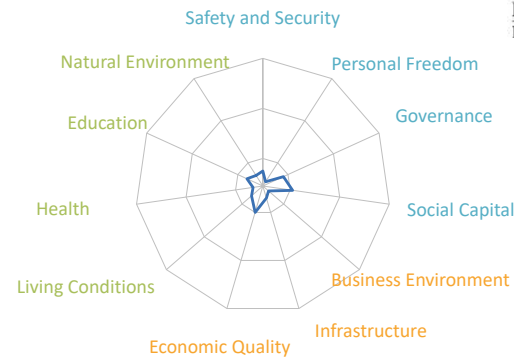 Safety and Security
Natural Environment
Personal Freedom
Education
Governance
Health
Social Capital
Living Conditions
Business Environment
Infrastructure
Economic Quality